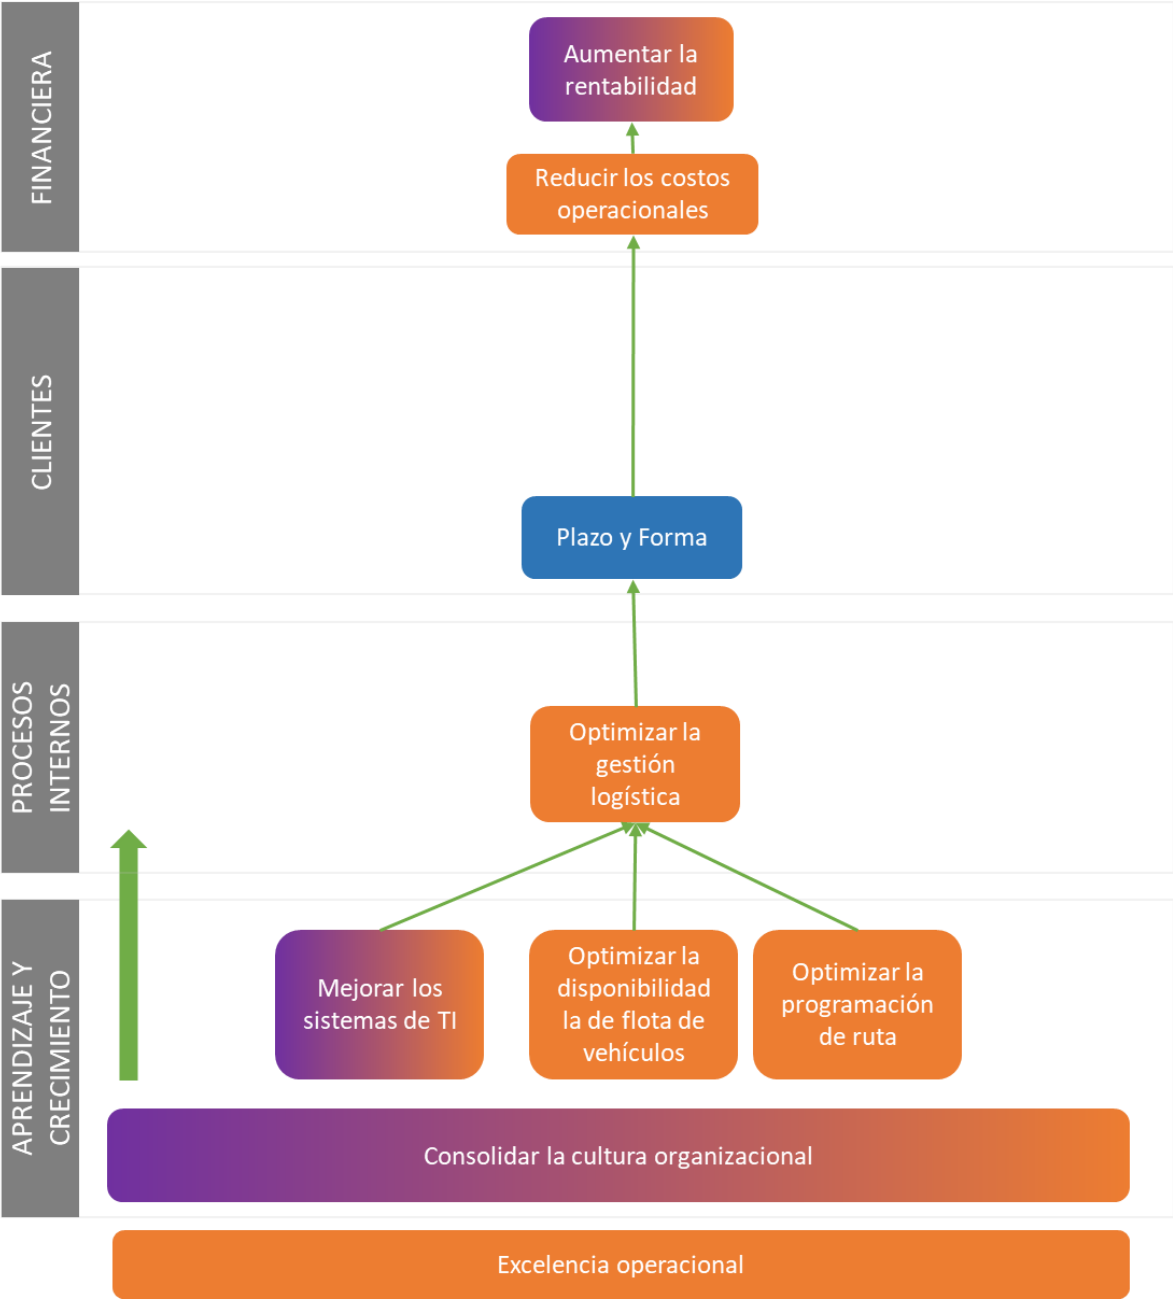 FINANCIERA
Aumentar la
rentabilidad
Reducir los costos
operacionales
CLIENTES
Plazo y Forma
PROCESOS
INTERNOS
Optimizar la
gestión
logística
APRENDIZAJE Y
CRECIMIENTO
Mejorar los
sistemas de TI
Optimizar la
disponibilidad
la de flota de
vehículos
Optimizar la
programación
de ruta
Consolidar la cultura organizacional
Excelencia operacional